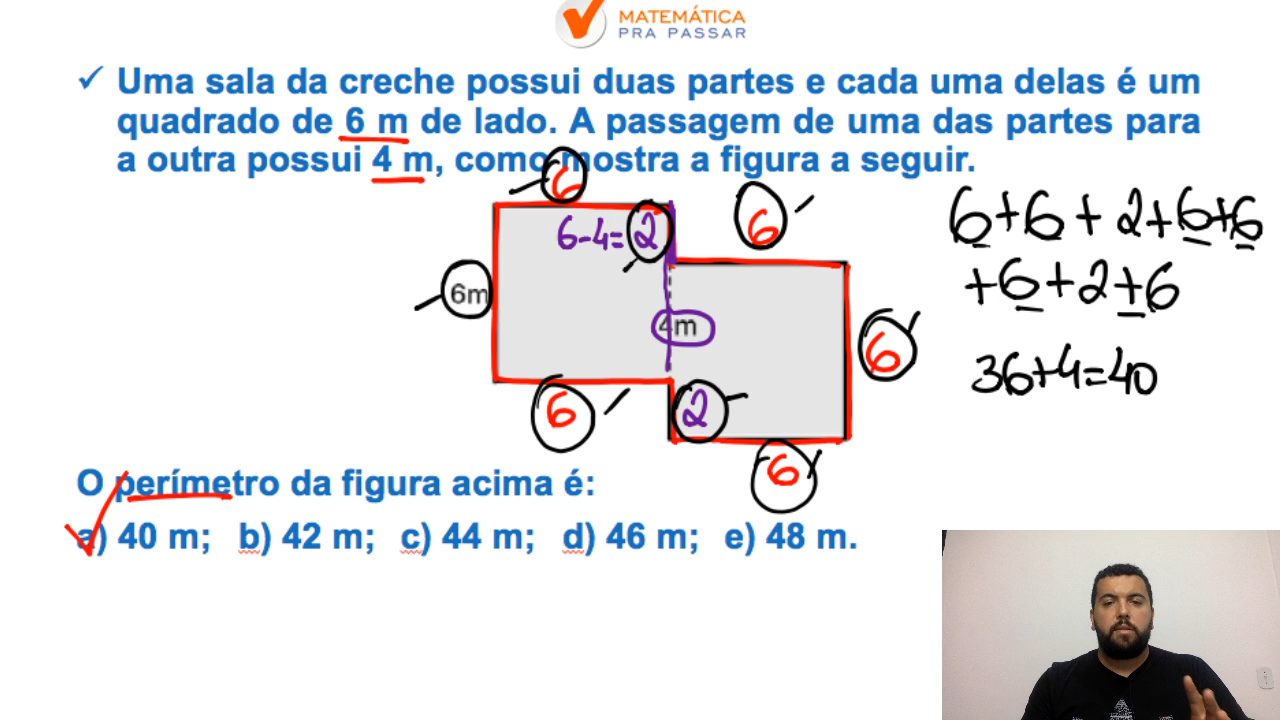 MATEMÁTICA
PRA PASSAR
✓ Uma sala da creche possui duas partes e cada uma delas é um
quadrado de 6 m de lado. A passagem de uma das partes para
a outra possui 4 m, como mostra a figura a seguir.
6
6
6-4=2
6m
4m
6
6
2
6
6+6+2+6+6
+6+2+6
36+4=40
O perímetro da figura acima é:
a) 40 m; b) 42 m; c) 44 m; d) 46 m; e) 48 m.